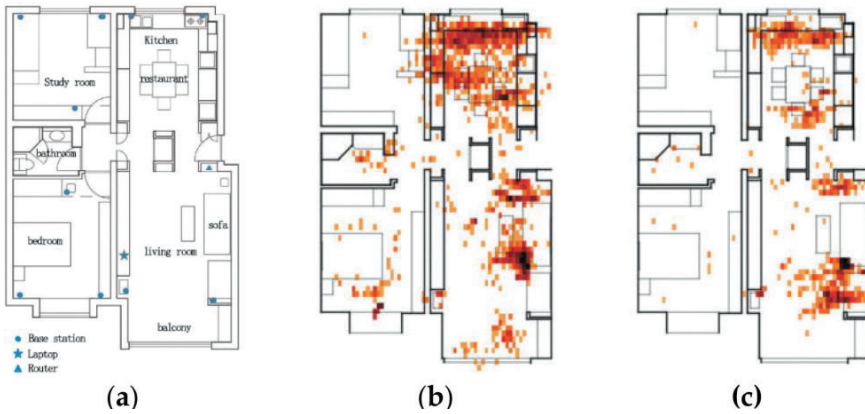 Kitchen
restaurant
Study room
bathroom
bedroom
sofa
living room
balcony
Base station
Laptop
Router
(a)
(b)
(c)